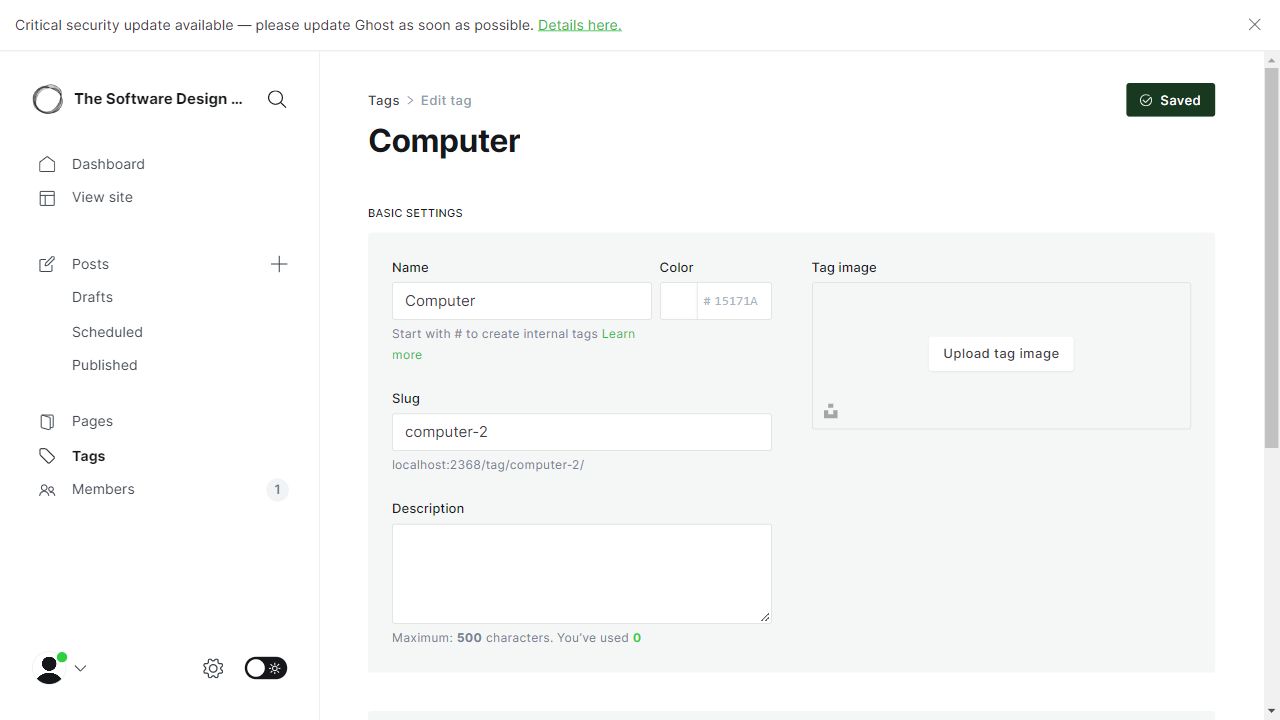 Critical security update available — please update Ghost as soon as possible. Details here.
The Software Design ...
Dashboard
View site
Posts
Drafts
Scheduled
Published
Pages
Tags
Members
1
Tags > Edit tag
Saved
Computer
BASIC SETTINGS
Name
Computer
Start with # to create internal tags Learn
more
Color
# 15171A
Slug
computer-2
localhost:2368/tag/computer-2/
Description
Maximum: 500 characters. You’ve used 0
Tag image
Upload tag image